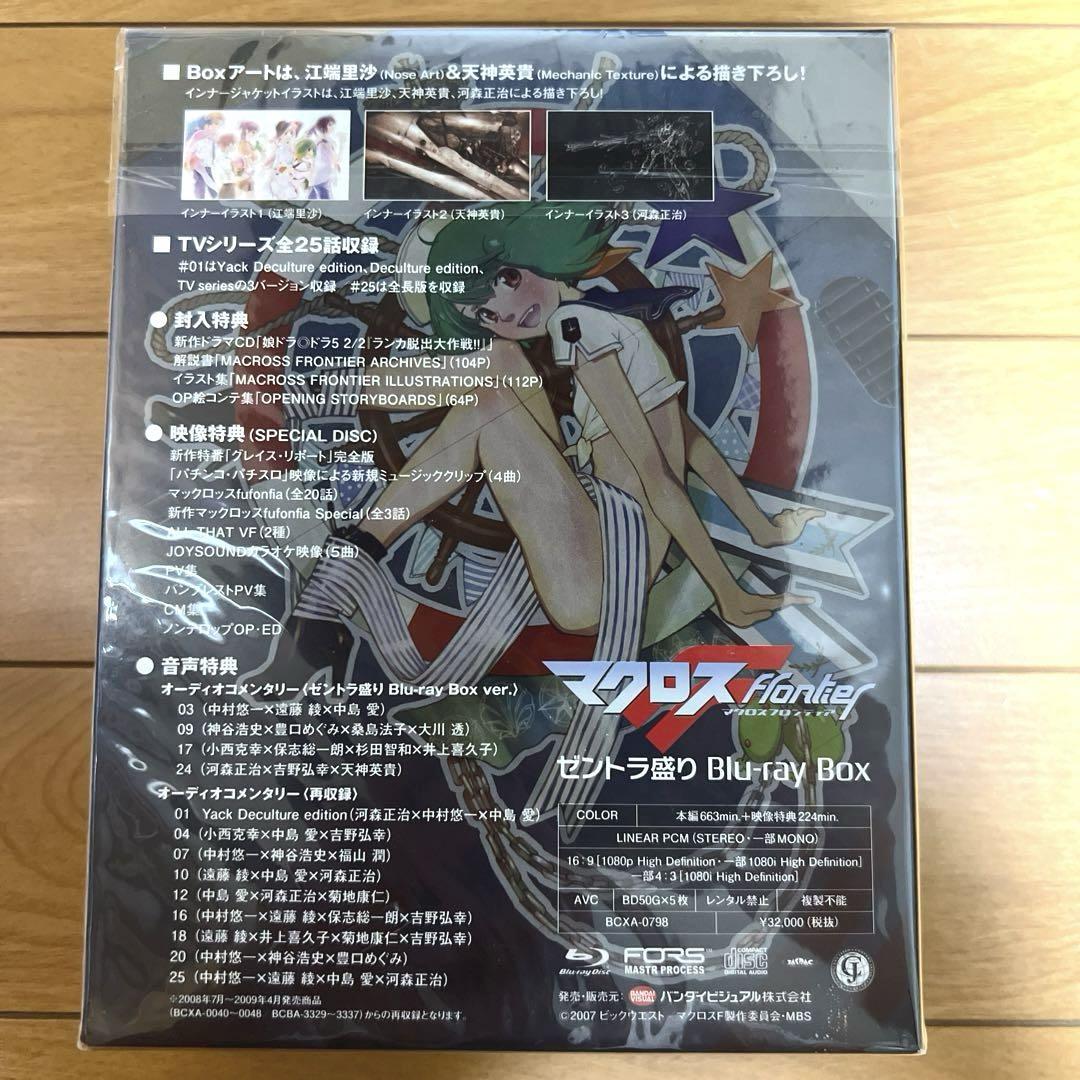 ■ Boxアートは、江端里沙(Nose Art)&天神英貴(Mechanic Texture)による描き下ろし!
インナージャケットイラストは、江端里沙、天神英貴、河森正治による描き下ろし!
インナーイラスト1(江端里沙)
インナーイラスト2(天神英貴)
インナーイラスト3(河森正治)
■ TVシリーズ全25話収録
#01はYack Deculture edition、Deculture edition、
TV seriesの3バージョン収録 #25は全長版を収録
● 封入特典
新作ドラマCD「娘ドラ◎ドラ5 2/2『ランカ脱出大作戦!!』」
解説書「MACROSS FRONTIER ARCHIVES」(104P)
イラスト集「MACROSS FRONTIER ILLUSTRATIONS」(112P)
OP絵コンテ集「OPENING STORYBOARDS」(64P)
● 映像特典(SPECIAL DISC)
新作特番「グレイス・リポート」完全版
「パチンコ・パチスロ」映像による新規ミュージッククリップ(4曲)
マックロッスfufonfia(全20話)
新作マックロッスfufonfia Special(全3話)
ALL THAT VF(2種)
JOYSOUNDカラオケ映像(5曲)
PV集
バンプレストPV集
CM集
ノンテロップOP・ED
● 音声特典
オーディオコメンタリー〈ゼントラ盛り Blu-ray Box ver.〉
03(中村悠一×遠藤 綾×中島 愛)
09(神谷浩史×豊口めぐみ×桑島法子×大川 透)
17(小西克幸×保志総一朗×杉田智和×井上喜久子)
24(河森正治×吉野弘幸×天神英貴)
オーディオコメンタリー〈再収録〉
01 Yack Deculture edition(河森正治×中村悠一×中島 愛)
04(小西克幸×中島 愛×吉野弘幸)
07(中村悠一×神谷浩史×福山 潤)
10(遠藤 綾×中島 愛×河森正治)
12(中島 愛×河森正治×菊地康仁)
16(中村悠一×遠藤 綾×保志総一朗×吉野弘幸)
18(遠藤 綾×井上喜久子×菊地康仁×吉野弘幸)
20(中村悠一×神谷浩史×豊口めぐみ)
25(中村悠一×遠藤 綾×中島 愛×河森正治)
※2008年7月～2009年4月発売商品
(BCXA-0040～0048 BCBA-3329～3337)からの再収録となります。
マクロスF frontier
マクロスフロンティア
ゼントラ盛り Blu-ray Box
COLOR 本編663min.+映像特典224min.
LINEAR PCM(STEREO・一部MONO)
16:9[1080p High Definition・一部1080i High Definition]
一部4:3[1080i High Definition]
AVC BD50G×5枚 レンタル禁止 複製不能
BCXA-0798 ¥32,000(税抜)
Blu-ray Disc FORS MASTR PROCESS COMPACT disc DIGITAL AUDIO
発売・販売元: BANDAI VISUAL バンダイビジュアル株式会社
©2007 ビックウエスト/マクロスF製作委員会・MBS